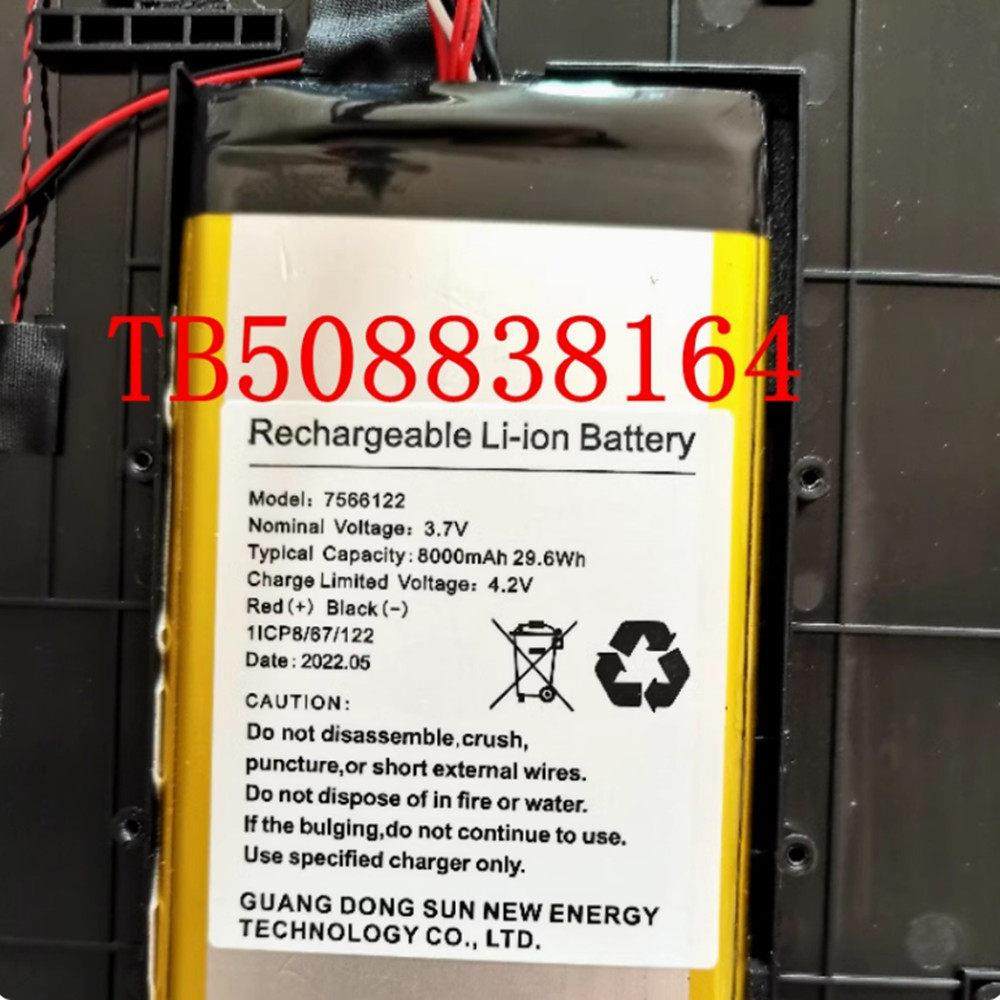 TB508838164
Rechargeable Li-ion Battery
Model: 7566122
Nominal Voltage: 3.7V
Typical Capacity: 8000mAh 29.6Wh
Charge Limited Voltage: 4.2V
Red (+) Black (-)
1ICP8/67/122
Date: 2022.05
CAUTION:
Do not disassemble,crush,
puncture,or short external wires.
Do not dispose of in fire or water.
If the bulging,do not continue to use.
Use specified charger only.
GUANG DONG SUN NEW ENERGY
TECHNOLOGY CO., LTD.